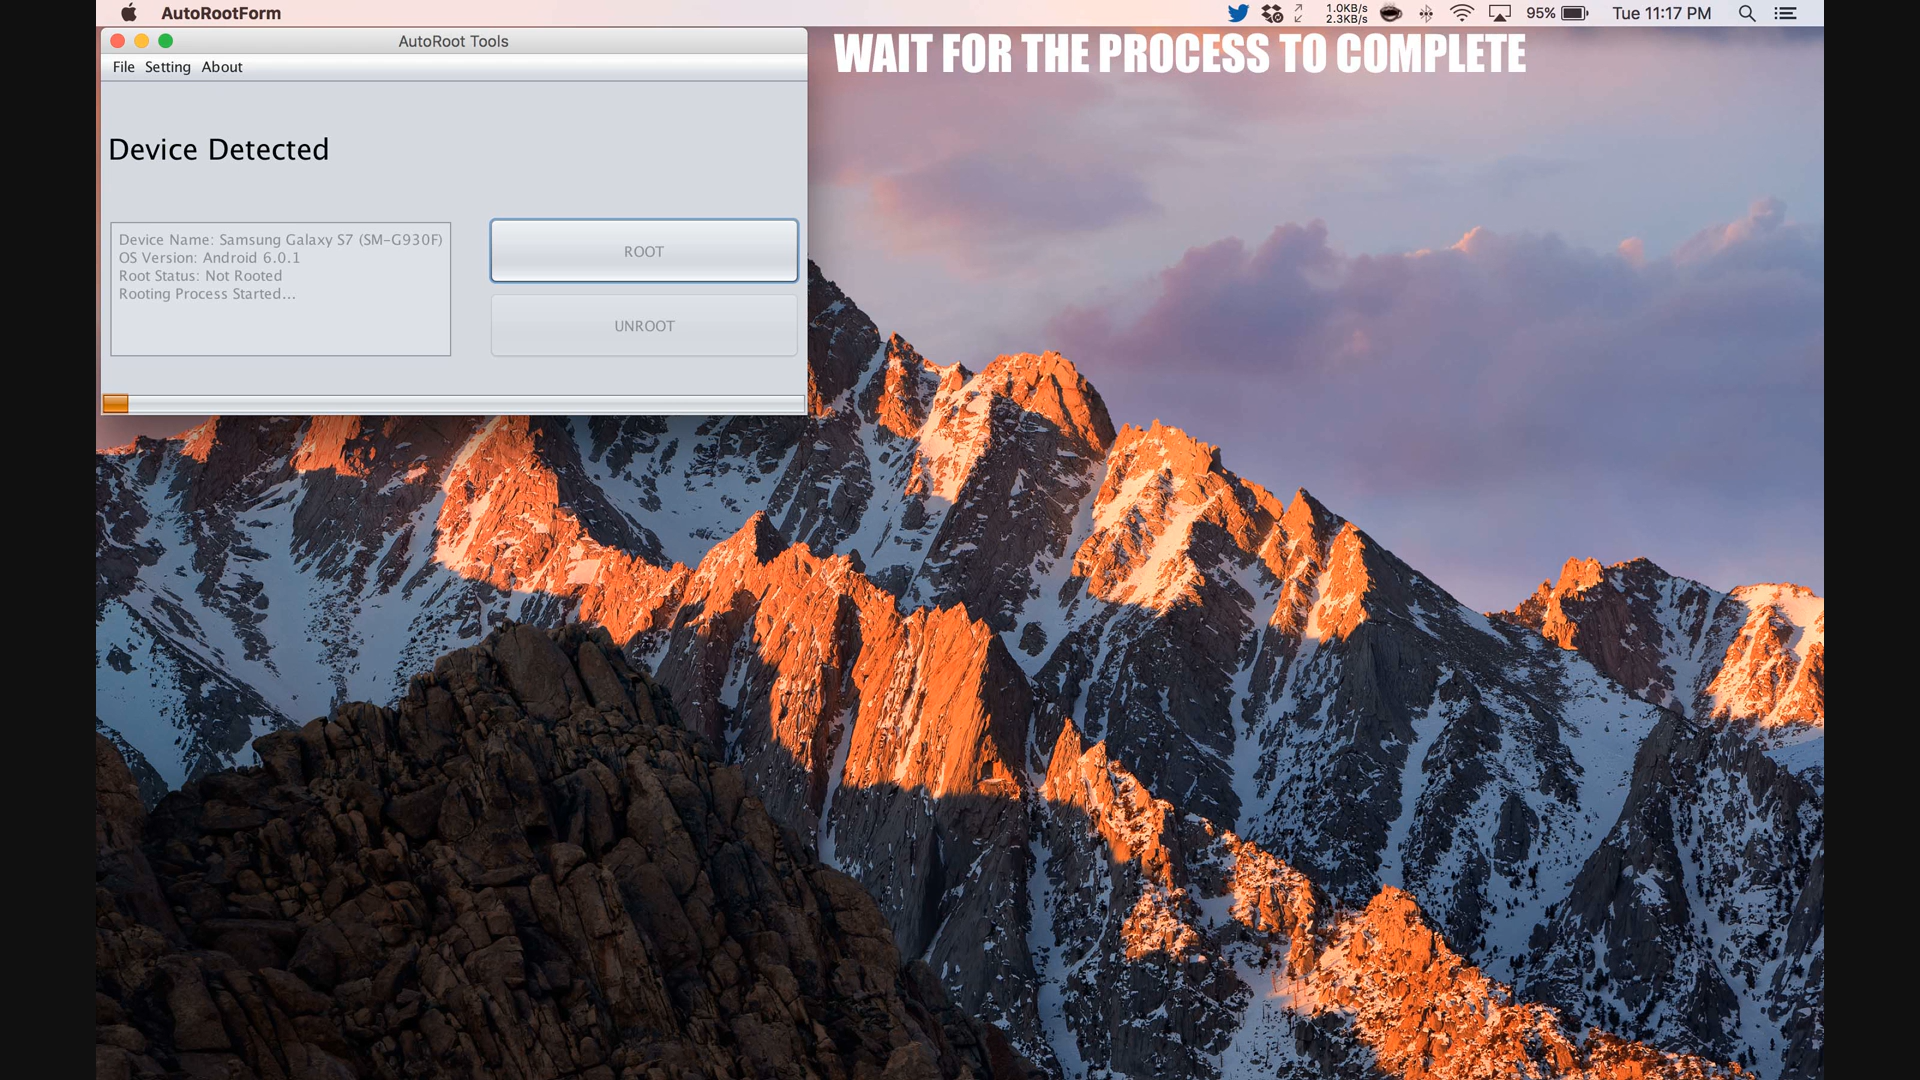 AutoRootForm
1.0KB/s
2.3KB/s
95%
Tue 11:17 PM
AutoRoot Tools
WAIT FOR THE PROCESS TO COMPLETE
File Setting About
Device Detected
Device Name: Samsung Galaxy S7 (SM-G930F)
OS Version: Android 6.0.1
Root Status: Not Rooted
Rooting Process Started...
ROOT
UNROOT